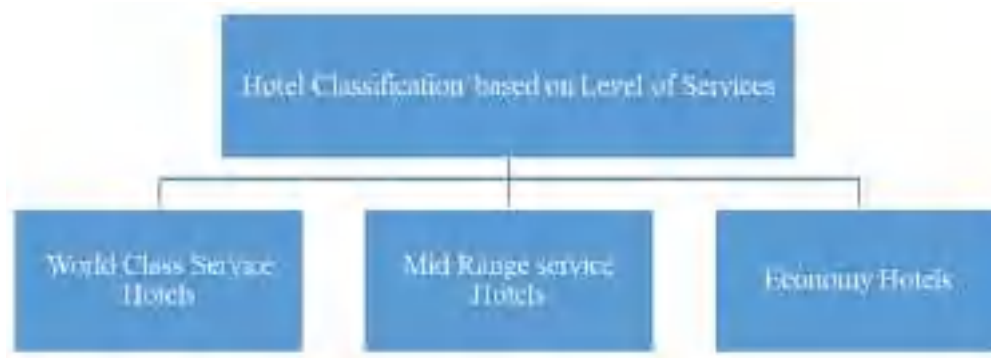 Hotel Classification based on Level of Services
World Class Service
Hotels
Mid Range service
Hotels
Economy Hotels